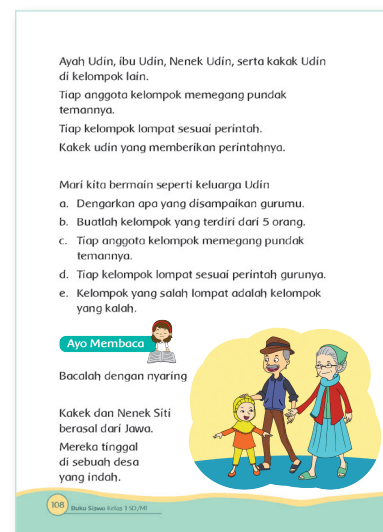 Ayah Udin, ibu Udin, Nenek Udin, serta kakak Udin
di kelompok lain.
Tiap anggota kelompok memegang pundak
temannya.
Tiap kelompok lompat sesuai perintah.
Kakek udin yang memberikan perintahnya.
Mari kita bermain seperti keluarga Udin
a. Dengarkan apa yang disampaikan gurumu.
b. Buatlah kelompok yang terdiri dari 5 orang.
c. Tiap anggota kelompok memegang pundak
temannya.
d. Tiap kelompok lompat sesuai perintah gurunya.
e. Kelompok yang salah lompat adalah kelompok
yang kalah.
Ayo Membaca
Bacalah dengan nyaring
Kakek dan Nenek Siti
berasal dari Jawa.
Mereka tinggal
di sebuah desa
yang indah.
108 Buku Siswa Kelas II SD/MI